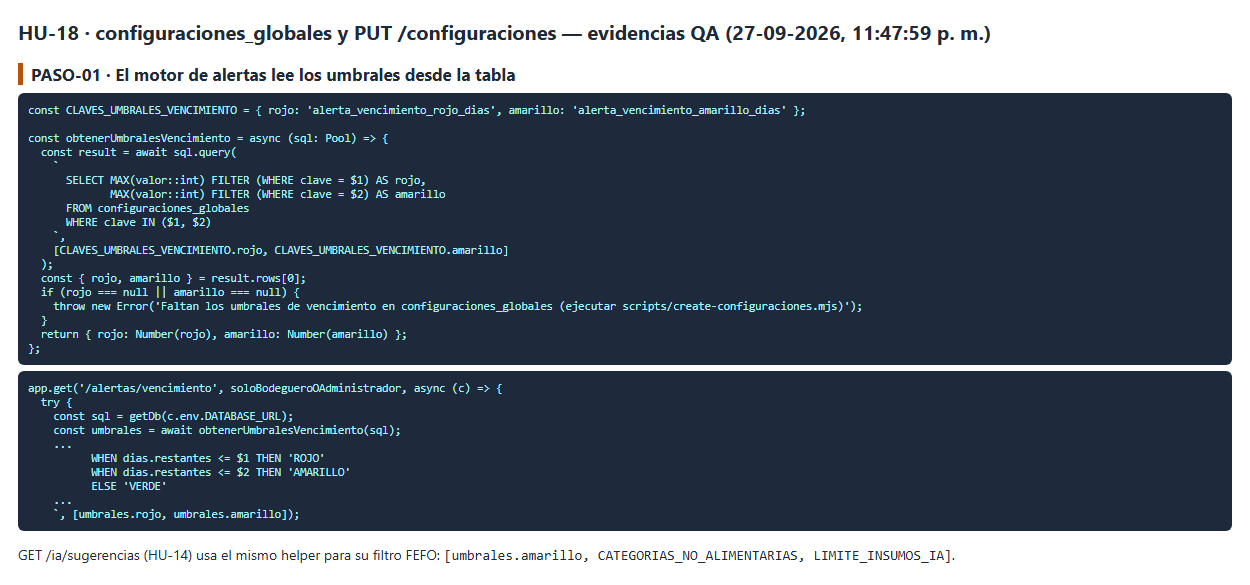 HU-18 · configuraciones_globales y PUT /configuraciones — evidencias QA (27-09-2026, 11:47:59 p. m.)
PASO-01 · El motor de alertas lee los umbrales desde la tabla
const CLAVES_UMBRALES_VENCIMIENTO = { rojo: 'alerta_vencimiento_rojo_dias', amarillo: 'alerta_vencimiento_amarillo_dias' };
const obtenerUmbralesVencimiento = async (sql: Pool) => {
  const result = await sql.query(
    `
      SELECT MAX(valor::int) FILTER (WHERE clave = $1) AS rojo,
             MAX(valor::int) FILTER (WHERE clave = $2) AS amarillo
      FROM configuraciones_globales
      WHERE clave IN ($1, $2)
    `,
    [CLAVES_UMBRALES_VENCIMIENTO.rojo, CLAVES_UMBRALES_VENCIMIENTO.amarillo]
  );
  const { rojo, amarillo } = result.rows[0];
  if (rojo === null || amarillo === null) {
    throw new Error('Faltan los umbrales de vencimiento en configuraciones_globales (ejecutar scripts/create-configuraciones.mjs)');
  }
  return { rojo: Number(rojo), amarillo: Number(amarillo) };
};
app.get('/alertas/vencimiento', soloBodegueroOAdministrador, async (c) => {
  try {
    const sql = getDb(c.env.DATABASE_URL);
    const umbrales = await obtenerUmbralesVencimiento(sql);
    ...
          WHEN dias.restantes <= $1 THEN 'ROJO'
          WHEN dias.restantes <= $2 THEN 'AMARILLO'
          ELSE 'VERDE'
    ...
    `, [umbrales.rojo, umbrales.amarillo]);
GET /ia/sugerencias (HU-14) usa el mismo helper para su filtro FEFO: [umbrales.amarillo, CATEGORIAS_NO_ALIMENTARIAS, LIMITE_INSUMOS_IA].